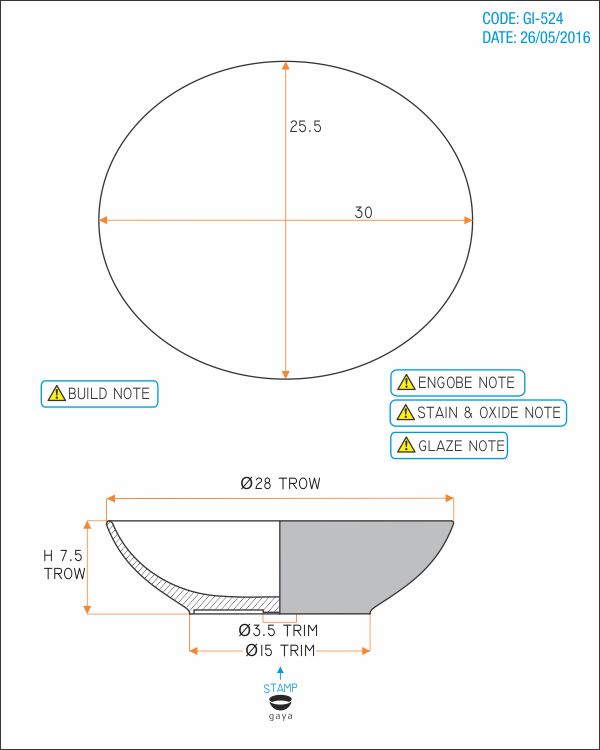 CODE: GI-524
DATE: 26/05/2016
25.5
30
BUILD NOTE
ENGOBE NOTE
STAIN & OXIDE NOTE
GLAZE NOTE
Ø28 TROW
H 7.5
TROW
Ø3.5 TRIM
Ø15 TRIM
STAMP
gaya